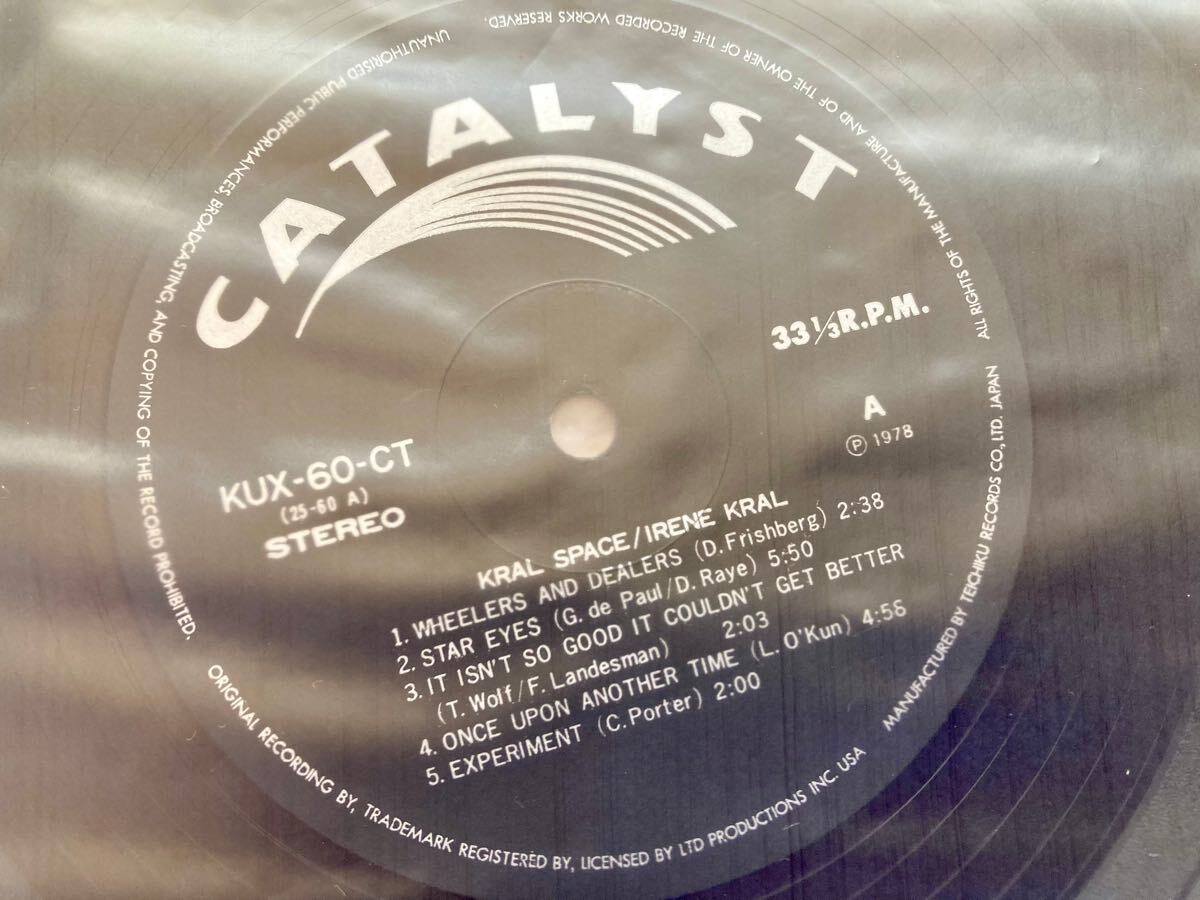 CATALYST
33 1/3 R.P.M.
A
Ⓟ 1978
KUX-60-CT
(25-60 A)
STEREO
KRAL SPACE/IRENE KRAL
1. WHEELERS AND DEALERS (D. Frishberg) 2:38
2. STAR EYES (G. de Paul/D. Raye) 5:50
3. IT ISN'T SO GOOD IT COULDN'T GET BETTER
(T. Wolf/F. Landesman) 2:03
4. ONCE UPON ANOTHER TIME (L. O'Kun) 4:58
5. EXPERIMENT (C. Porter) 2:00
ORIGINAL RECORDING BY, TRADEMARK REGISTERED BY, LICENSED BY LTD PRODUCTIONS INC. USA
MANUFACTURED BY TEICHIKU RECORDS CO., LTD. JAPAN
ALL RIGHTS OF THE MANUFACTURE AND OF THE OWNER OF THE RECORDED WORKS RESERVED.
UNAUTHORISED PUBLIC PERFORMANCES, BROADCASTING, AND COPYING OF THE RECORD PROHIBITED.